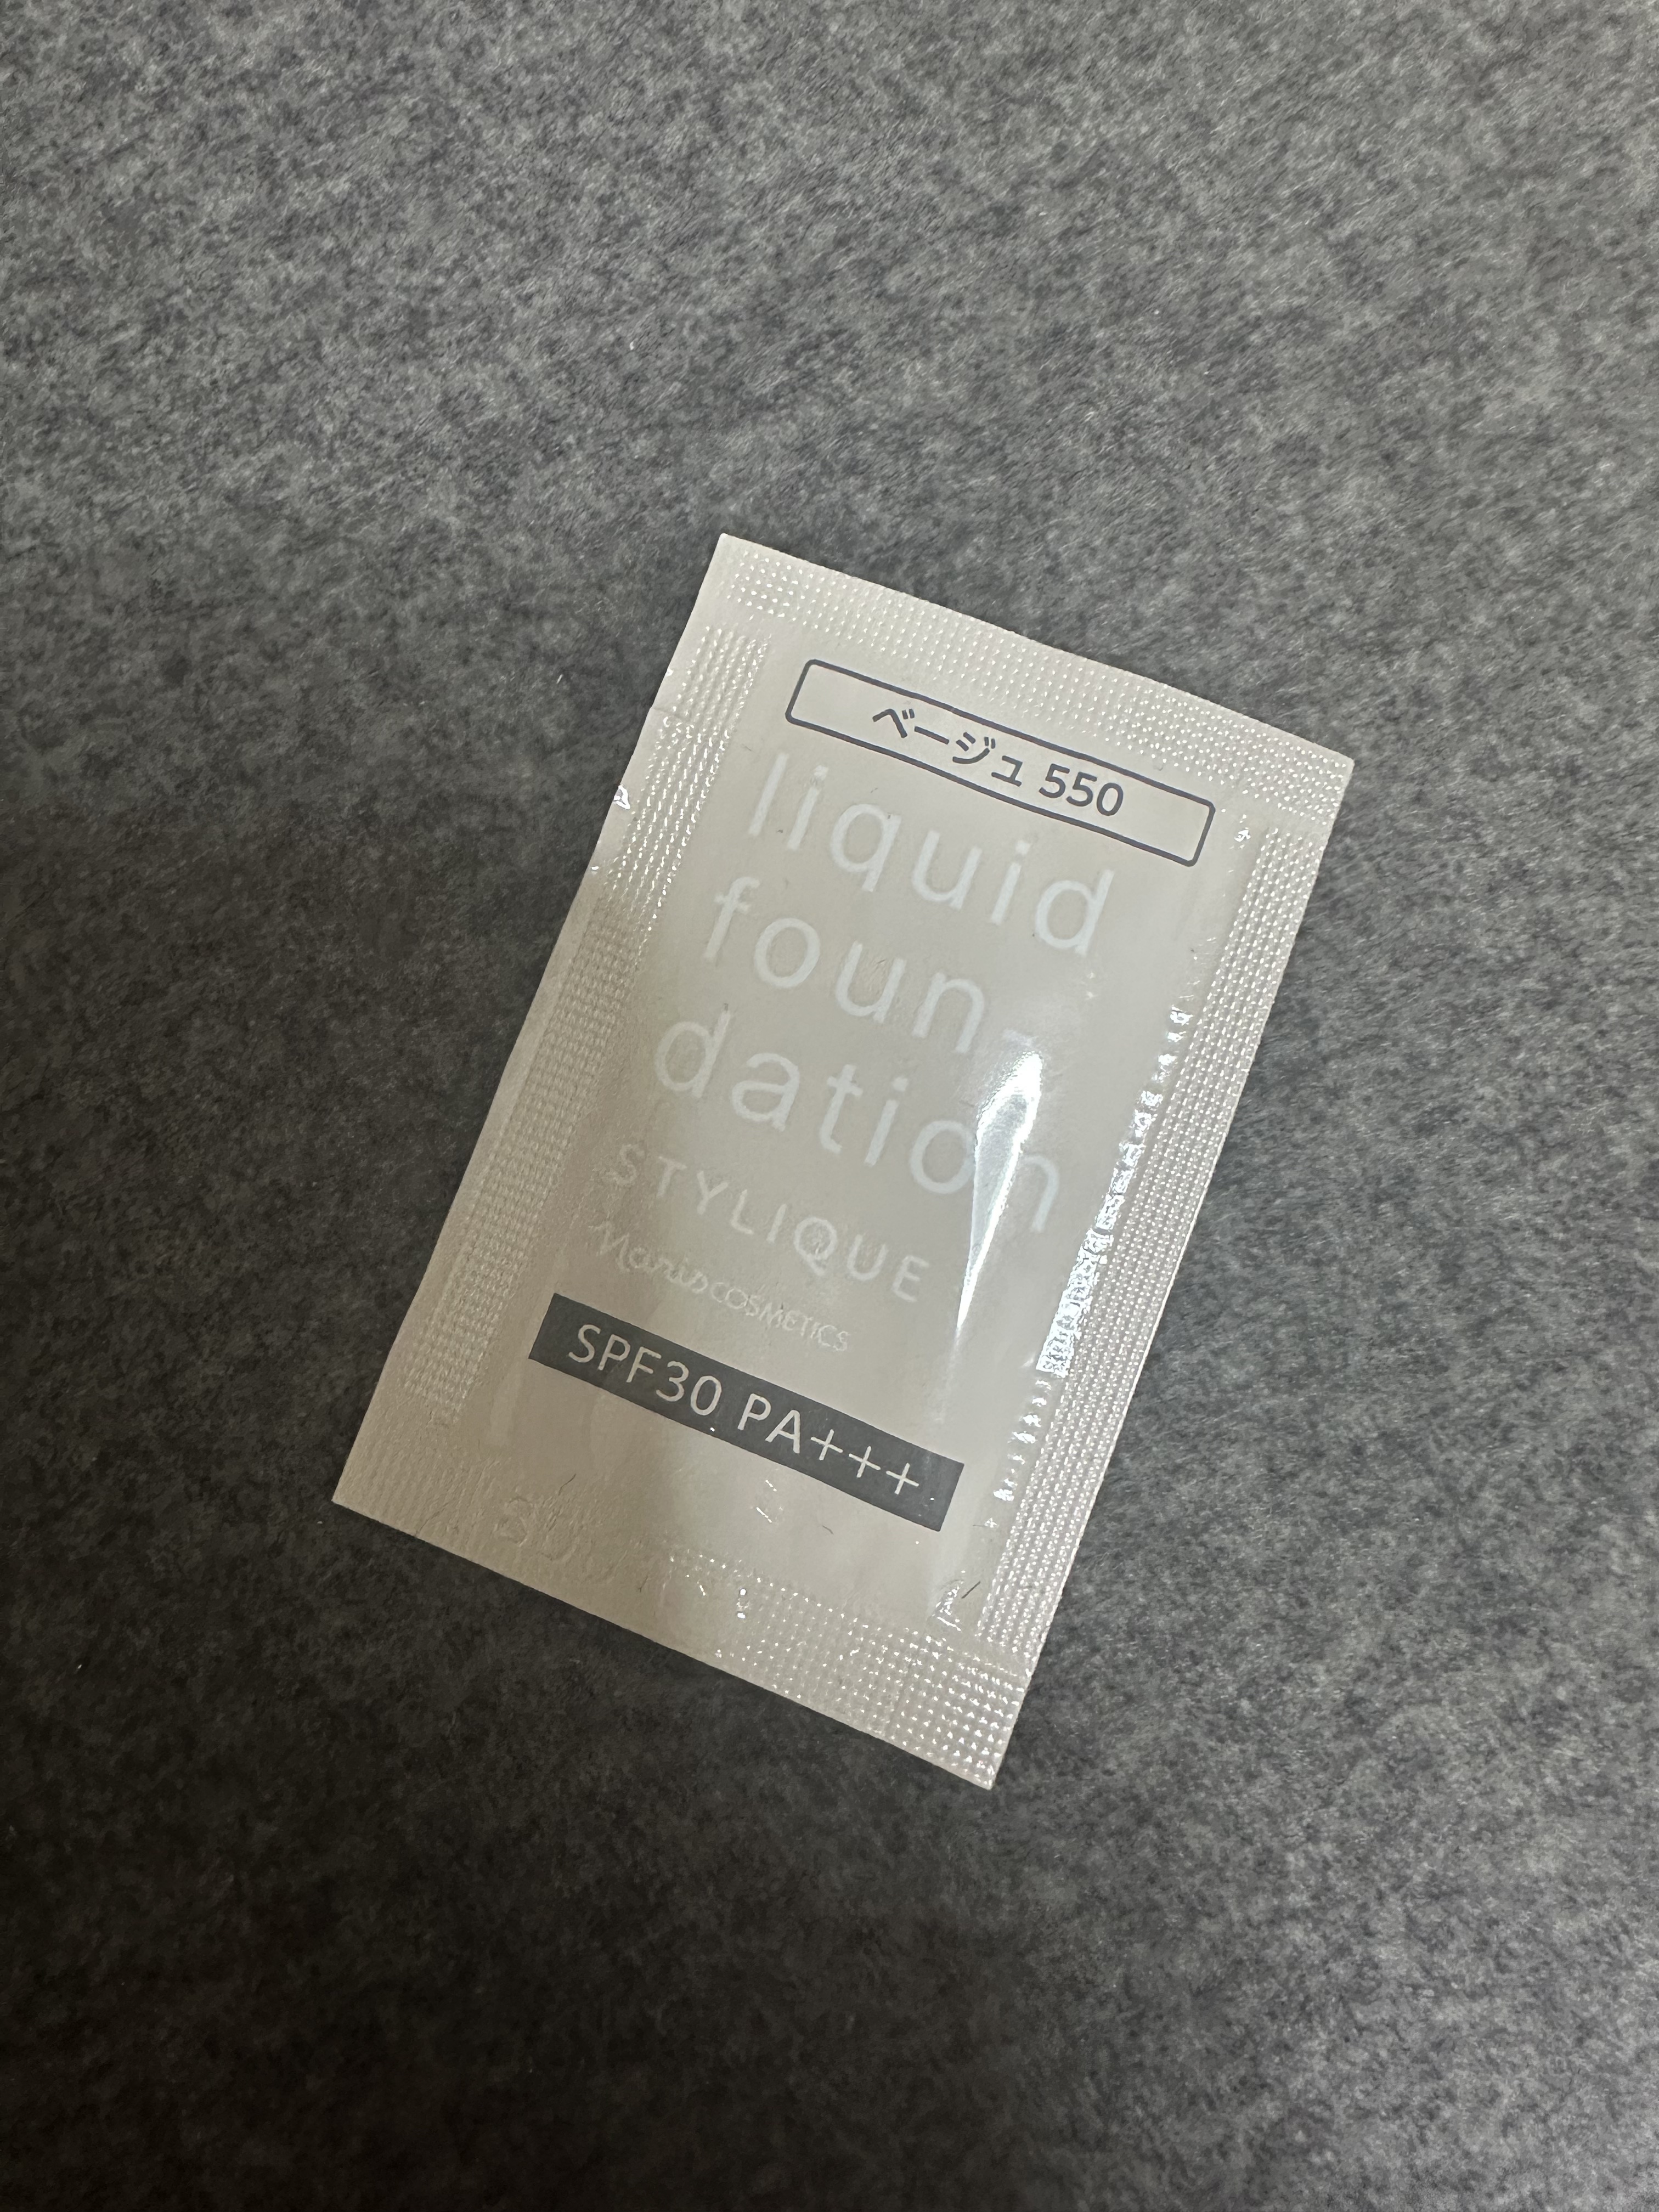 ベージュ 550
liquid
foun-
dation
STYLIQUE
Naris COSMETICS
SPF30 PA+++